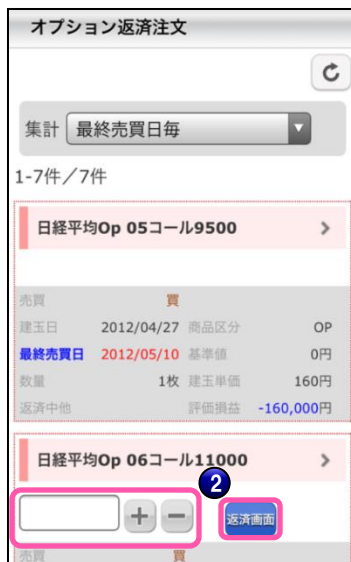 オプション返済注文
集計 最終売買日毎
1-7件／7件
日経平均Op 05コール9500
売買 買
建玉日 2012/04/27 商品区分 OP
最終売買日 2012/05/10 基準値 0円
数量 1枚 建玉単価 160円
返済中他 評価損益 -160,000円
日経平均Op 06コール11000
2
+ − 返済画面
売買 買